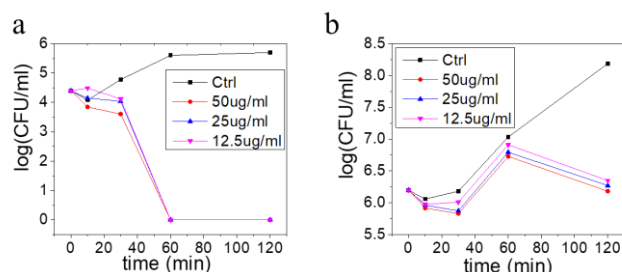 a
log(CFU/ml)
6
5
4
3
2
1
0
Ctrl
50ug/ml
25ug/ml
12.5ug/ml
0 20 40 60 80 100 120
time (min)
b
log(CFU/ml)
8.5
8.0
7.5
7.0
6.5
6.0
5.5
Ctrl
50ug/ml
25ug/ml
12.5ug/ml
0 20 40 60 80 100 120
time (min)